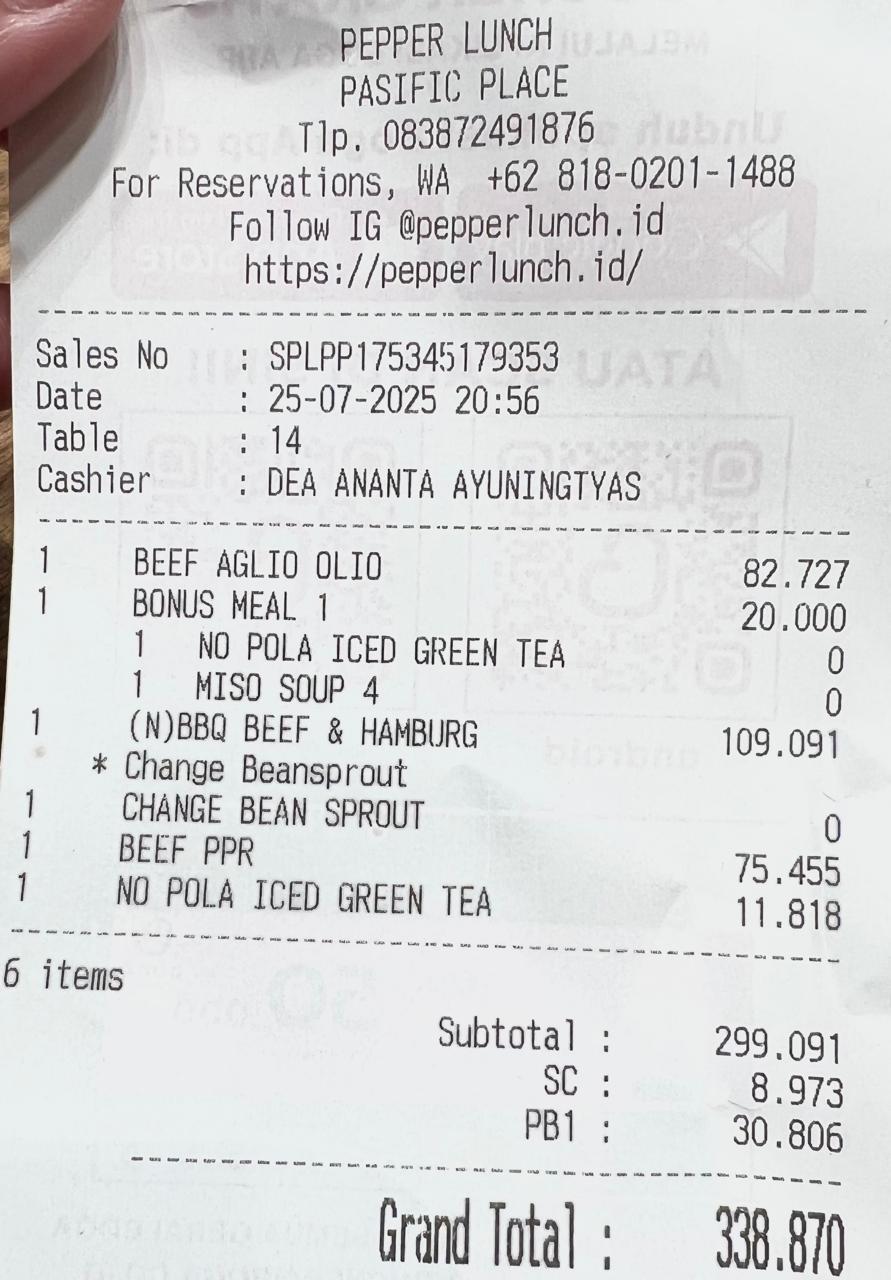 PEPPER LUNCH
PASIFIC PLACE
Tlp. 083872491876
For Reservations, WA +62 818-0201-1488
Follow IG @pepperlunch.id
https://pepperlunch.id/
Sales No : SPLPP175345179353
Date : 25-07-2025 20:56
Table : 14
Cashier : DEA ANANTA AYUNINGTYAS
1 BEEF AGLIO OLIO 82.727
1 BONUS MEAL 1 20.000
1 NO POLA ICED GREEN TEA 0
1 MISO SOUP 4 0
1 (N)BBQ BEEF & HAMBURG 109.091
* Change Beansprout
1 CHANGE BEAN SPROUT 0
1 BEEF PPR 75.455
1 NO POLA ICED GREEN TEA 11.818
6 items
Subtotal : 299.091
SC : 8.973
PB1 : 30.806
Grand Total : 338.870